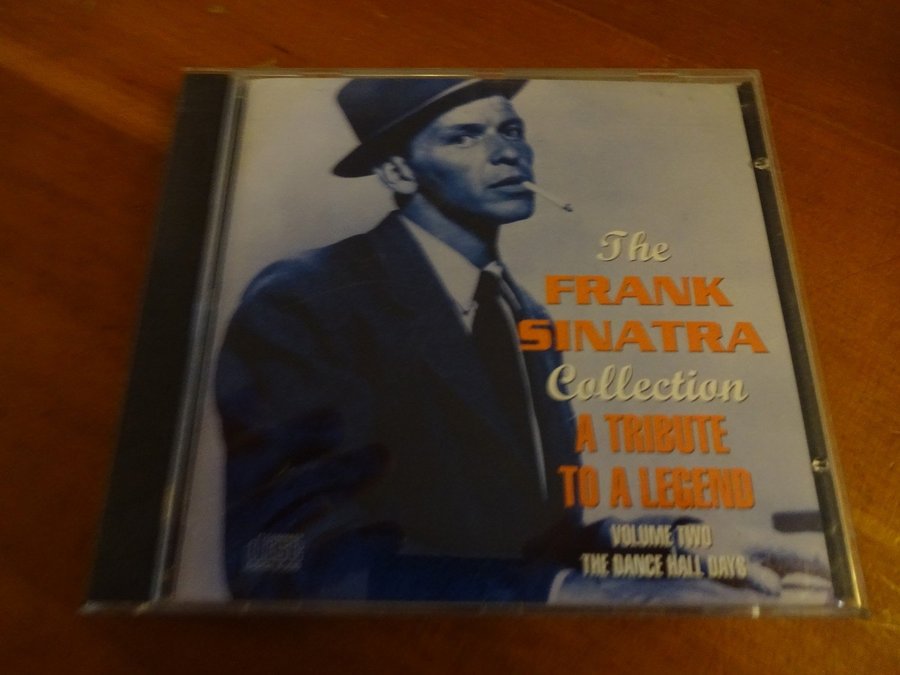 The
FRANK
SINATRA
Collection
A TRIBUTE
TO A LEGEND
VOLUME TWO
THE DANCE HALL DAYS